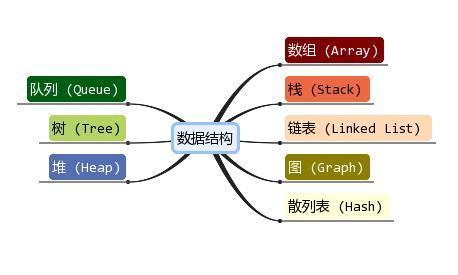 数组 (Array)
队列 (Queue)
栈 (Stack)
树 (Tree)
数据结构
链表 (Linked List)
堆 (Heap)
图 (Graph)
散列表 (Hash)